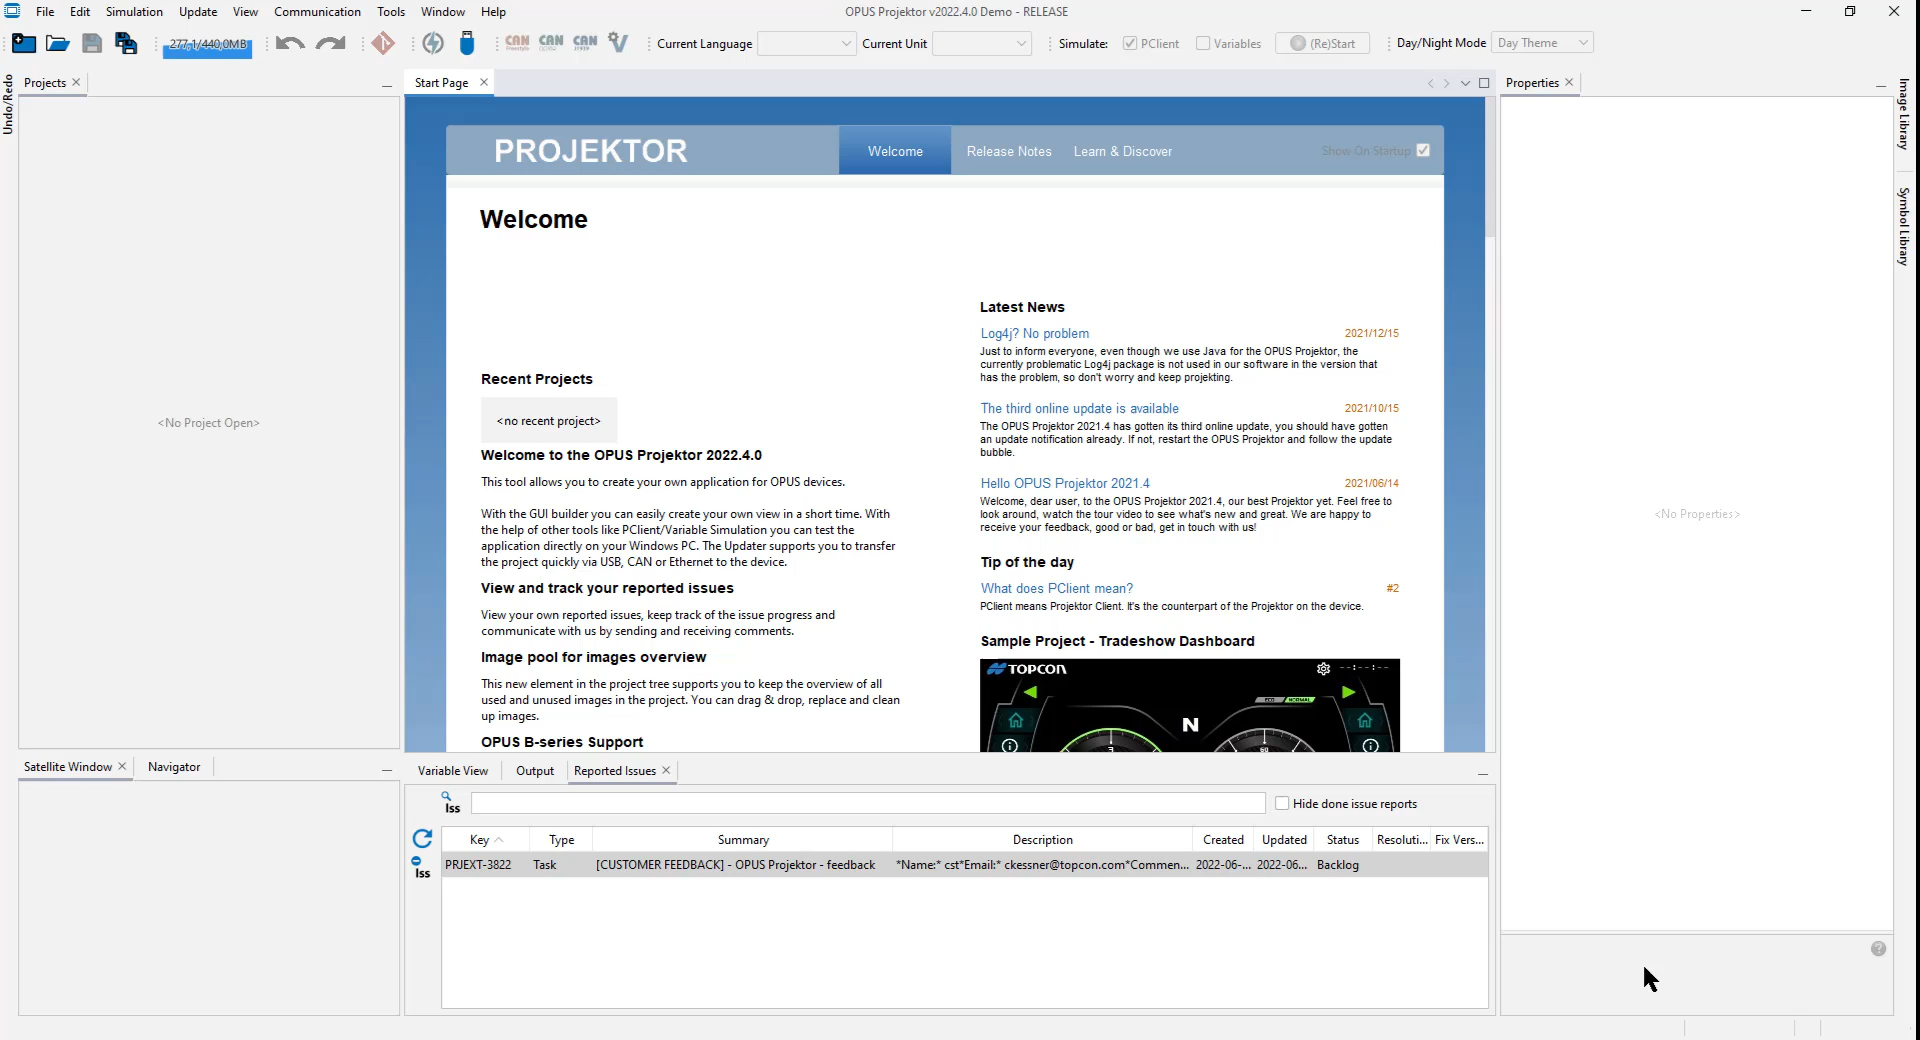 File Edit Simulation Update View Communication Tools Window Help
OPUS Projektor v2022.4.0 Demo - RELEASE
277,1/440,0MB
CAN CAN CAN
Current Language
Current Unit
Simulate: PClient Variables (Re)Start
Day/Night Mode Day Theme
Undo/Redo
Projects
<No Project Open>
Start Page
PROJEKTOR
Welcome
Release Notes
Learn & Discover
Show On Startup
Welcome
Recent Projects
<no recent project>
Welcome to the OPUS Projektor 2022.4.0
This tool allows you to create your own application for OPUS devices.
With the GUI builder you can easily create your own view in a short time. With
the help of other tools like PClient/Variable Simulation you can test the
application directly on your Windows PC. The Updater supports you to transfer
the project quickly via USB, CAN or Ethernet to the device.
View and track your reported issues
View your own reported issues, keep track of the issue progress and
communicate with us by sending and receiving comments.
Image pool for images overview
This new element in the project tree supports you to keep the overview of all
used and unused images in the project. You can drag & drop, replace and clean
up images.
OPUS B-series Support
Latest News
Log4j? No problem 2021/12/15
Just to inform everyone, even though we use Java for the OPUS Projektor, the
currently problematic Log4j package is not used in our software in the version that
has the problem, so don't worry and keep projekting.
The third online update is available 2021/10/15
The OPUS Projektor 2021.4 has gotten its third online update, you should have gotten
an update notification already. If not, restart the OPUS Projektor and follow the update
bubble.
Hello OPUS Projektor 2021.4 2021/06/14
Welcome, dear user, to the OPUS Projektor 2021.4, our best Projektor yet. Feel free to
look around, watch the tour video to see what's new and great. We are happy to
receive your feedback, good or bad, get in touch with us!
Tip of the day
What does PClient mean? #2
PClient means Projektor Client. It's the counterpart of the Projektor on the device.
Sample Project - Tradeshow Dashboard
TOPCON --:--:--
ECO NORMAL
N
Properties
<No Properties>
Image Library
Symbol Library
Satellite Window
Navigator
Variable View
Output
Reported Issues
Iss
Hide done issue reports
Key Type Summary Description Created Updated Status Resoluti... Fix Vers...
PRJEXT-3822 Task [CUSTOMER FEEDBACK] - OPUS Projektor - feedback *Name:* cst*Email:* ckessner@topcon.com*Commen... 2022-06-... 2022-06... Backlog
Iss